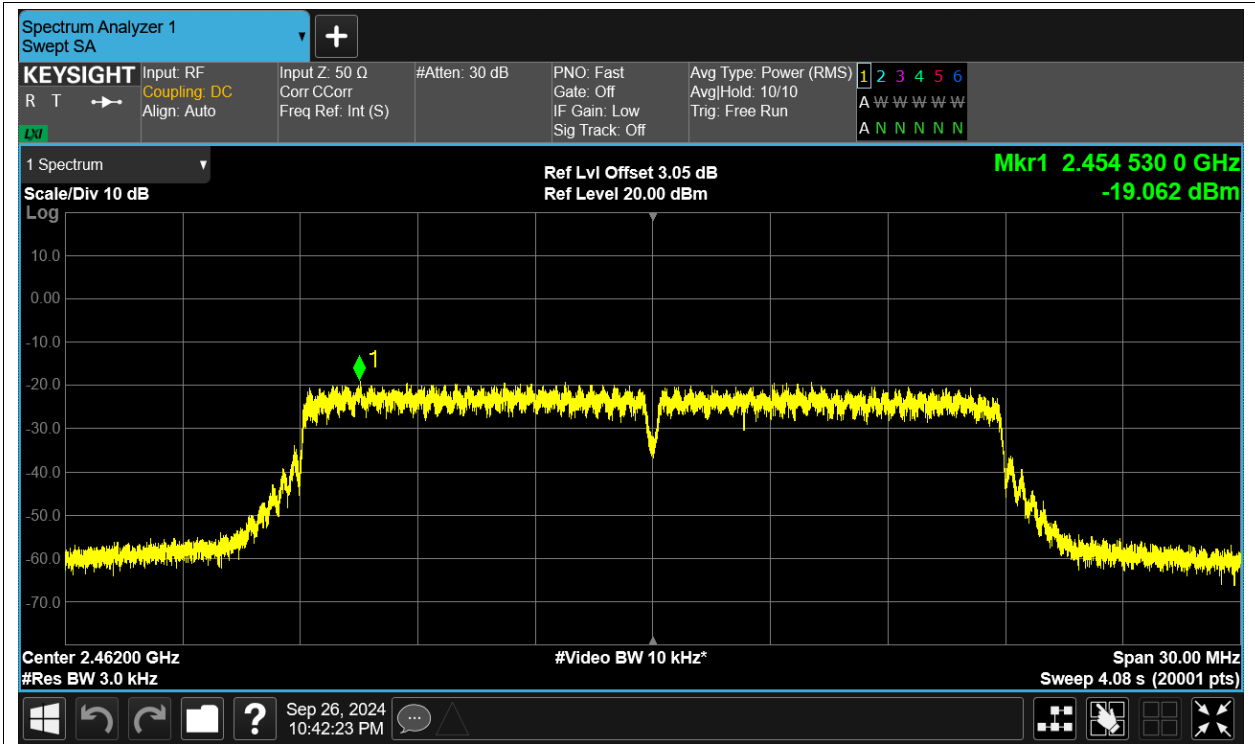 Spectrum Analyzer 1
Swept SA
KEYSIGHT
R T
LXI
Input: RF
Coupling: DC
Align: Auto
Input Z: 50 Ω
Corr CCorr
Freq Ref: Int (S)
#Atten: 30 dB
PNO: Fast
Gate: Off
IF Gain: Low
Sig Track: Off
Avg Type: Power (RMS)
Avg|Hold: 10/10
Trig: Free Run
1 2 3 4 5 6
A W W W W W
A N N N N N
1 Spectrum
Scale/Div 10 dB
Log
Ref Lvl Offset 3.05 dB
Ref Level 20.00 dBm
Mkr1 2.454 530 0 GHz
-19.062 dBm
10.0
0.00
-10.0
1
-20.0
-30.0
-40.0
-50.0
-60.0
-70.0
Center 2.46200 GHz
#Res BW 3.0 kHz
#Video BW 10 kHz*
Span 30.00 MHz
Sweep 4.08 s (20001 pts)
?
Sep 26, 2024
10:42:23 PM